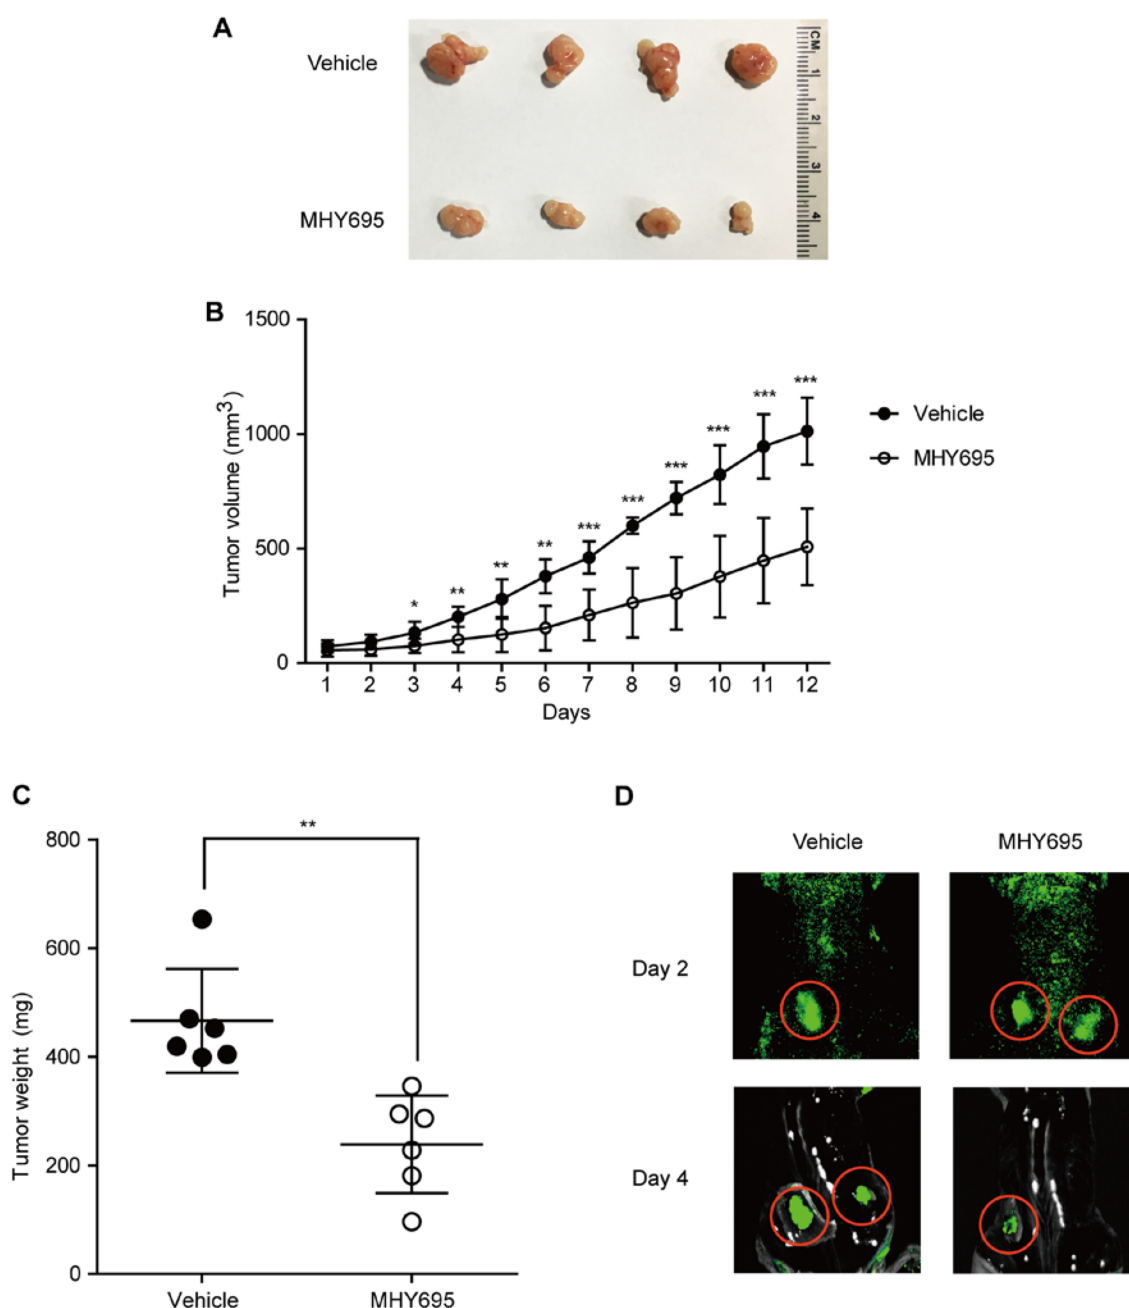 A
Vehicle
MHY695
CM
1
2
3
4
B
Tumor volume (mm³)
1500
1000
500
0
* ** ** ** *** *** *** *** *** ***
1 2 3 4 5 6 7 8 9 10 11 12
Days
Vehicle
MHY695
C
Tumor weight (mg)
800
600
400
200
0
**
Vehicle MHY695
D
Vehicle MHY695
Day 2
Day 4